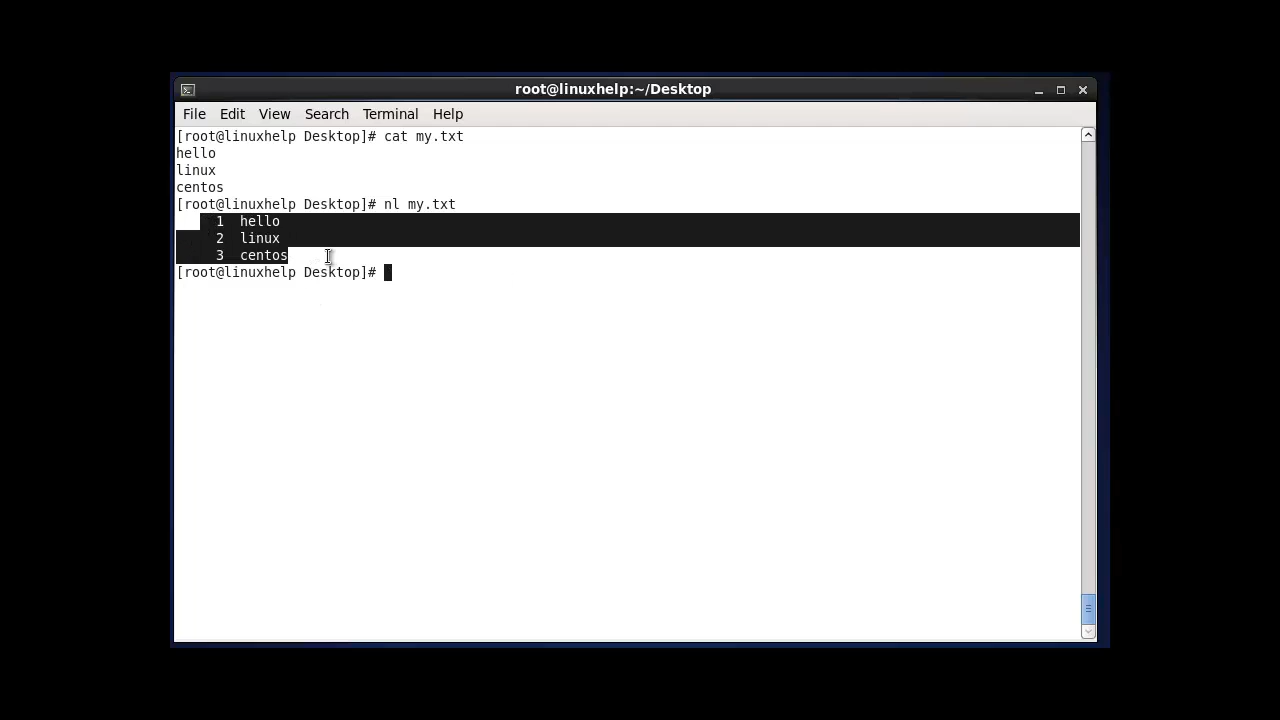 root@linuxhelp:~/Desktop
File Edit View Search Terminal Help
[root@linuxhelp Desktop]# cat my.txt
hello
linux
centos
[root@linuxhelp Desktop]# nl my.txt
     1  hello
     2  linux
     3  centos
[root@linuxhelp Desktop]#